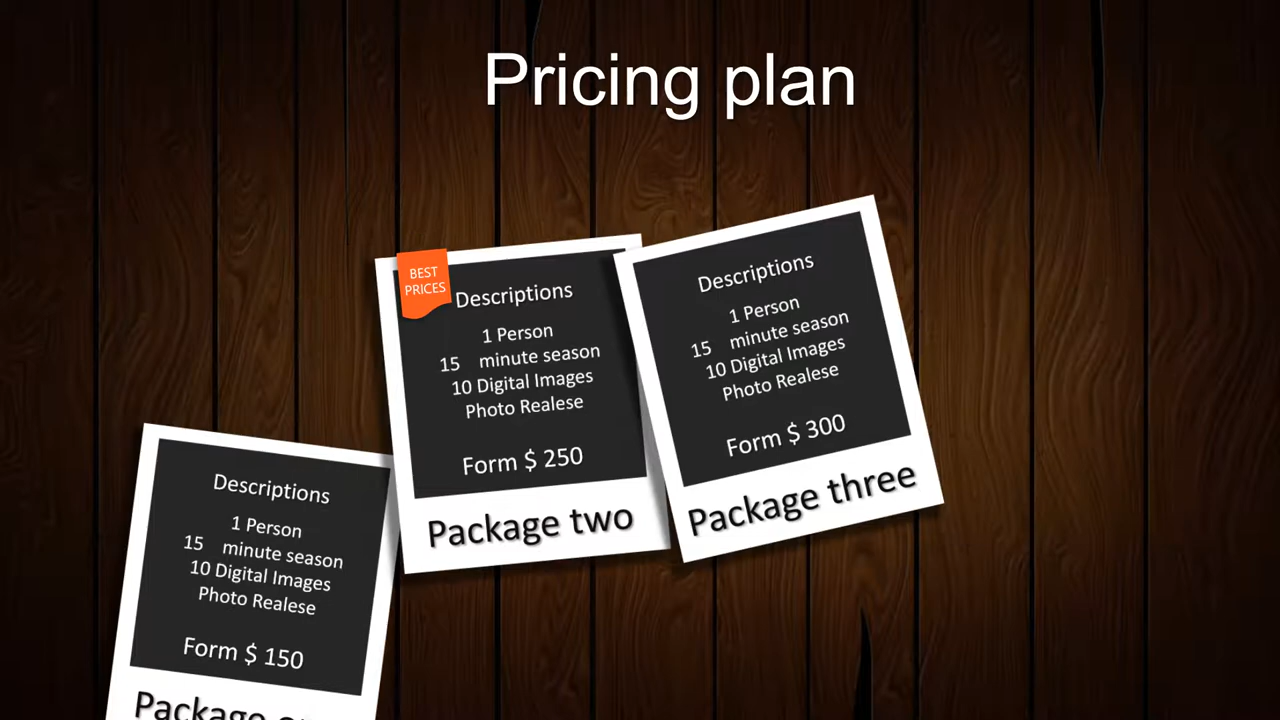 Pricing plan
BEST
PRICES
Descriptions
1 Person
15 minute season
10 Digital Images
Photo Realese
Form $ 250
Package two
Descriptions
1 Person
15 minute season
10 Digital Images
Photo Realese
Form $ 300
Package three
Descriptions
1 Person
15 minute season
10 Digital Images
Photo Realese
Form $ 150
Package